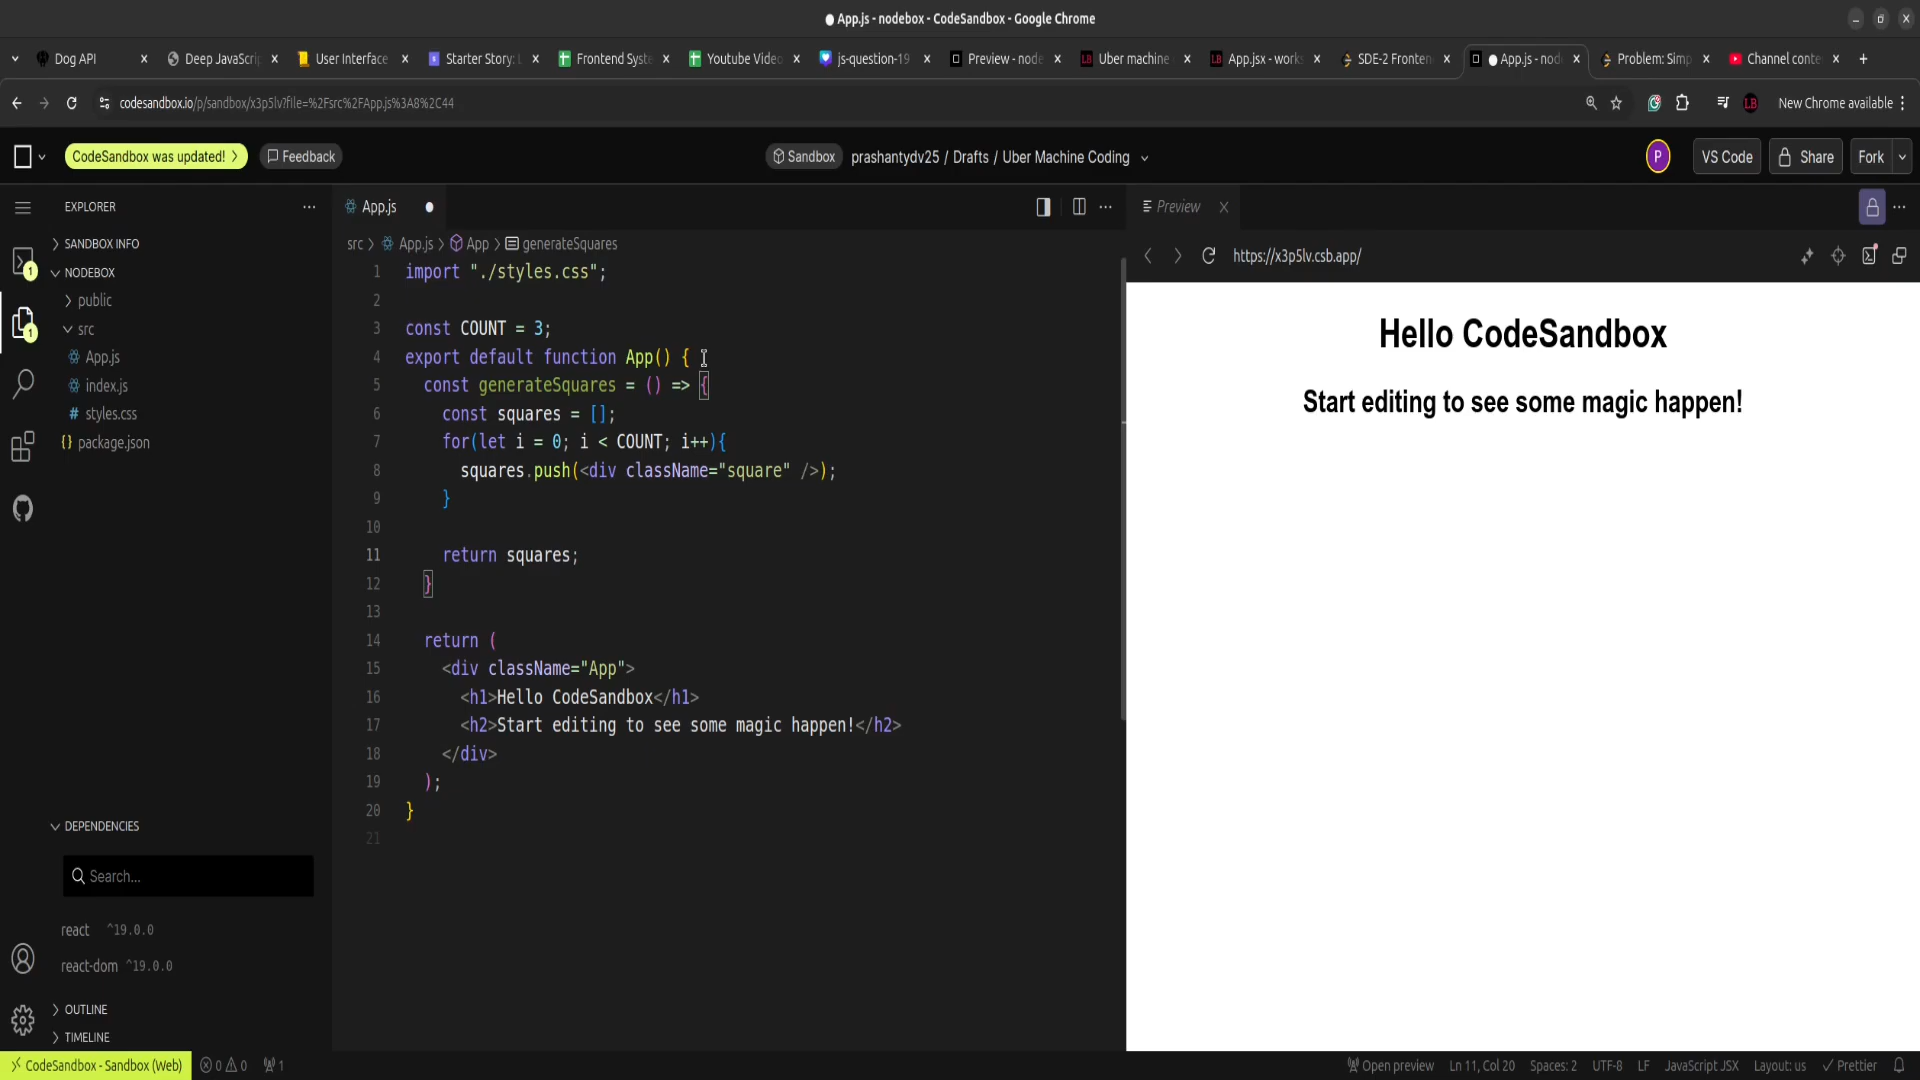 App.js - nodebox - CodeSandbox - Google Chrome
Dog API
Deep JavaScri
User Interface
Starter Story: L
Frontend Syste
Youtube Video
js-question-19
Preview - node
Uber machine
App.jsx - works
SDE-2 Fronten
App.js - nod
Problem: Simp
Channel conte
codesandbox.io/p/sandbox/x3p5lv?file=%2Fsrc%2FApp.js%3A8%2C44
LB
New Chrome available
CodeSandbox was updated!
Feedback
Sandbox prashantydv25 / Drafts / Uber Machine Coding
P
VS Code
Share
Fork
EXPLORER
SANDBOX INFO
NODEBOX
public
src
App.js
index.js
styles.css
package.json
1
1
DEPENDENCIES
Search...
react ^19.0.0
react-dom ^19.0.0
OUTLINE
TIMELINE
App.js
src > App.js > App > generateSquares
1 import "./styles.css";
2
3 const COUNT = 3;
4 export default function App() {
5 const generateSquares = () => {
6 const squares = [];
7 for(let i = 0; i < COUNT; i++){
8 squares.push(<div className="square" />);
9 }
10
11 return squares;
12 }
13
14 return (
15 <div className="App">
16 <h1>Hello CodeSandbox</h1>
17 <h2>Start editing to see some magic happen!</h2>
18 </div>
19 );
20 }
21
Preview
https://x3p5lv.csb.app/
Hello CodeSandbox
Start editing to see some magic happen!
CodeSandbox - Sandbox (Web)
0 0
1
Open preview
Ln 11, Col 20
Spaces: 2
UTF-8
LF
JavaScript JSX
Layout: us
Prettier